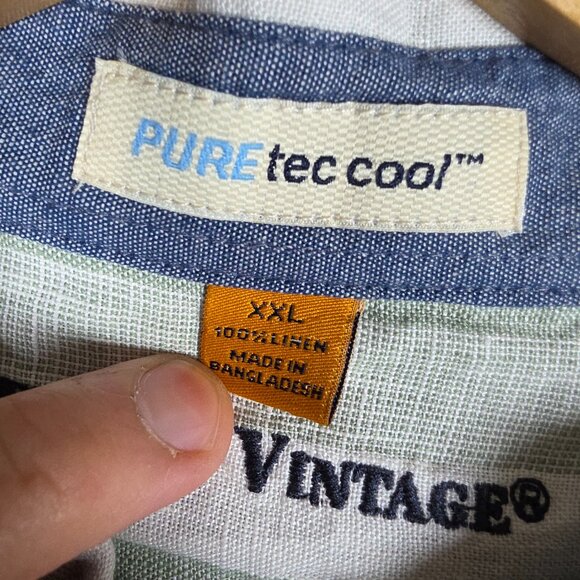 PURE tec cool™
XXL
100% LINEN
MADE IN
BANGLADESH
VINTAGE®